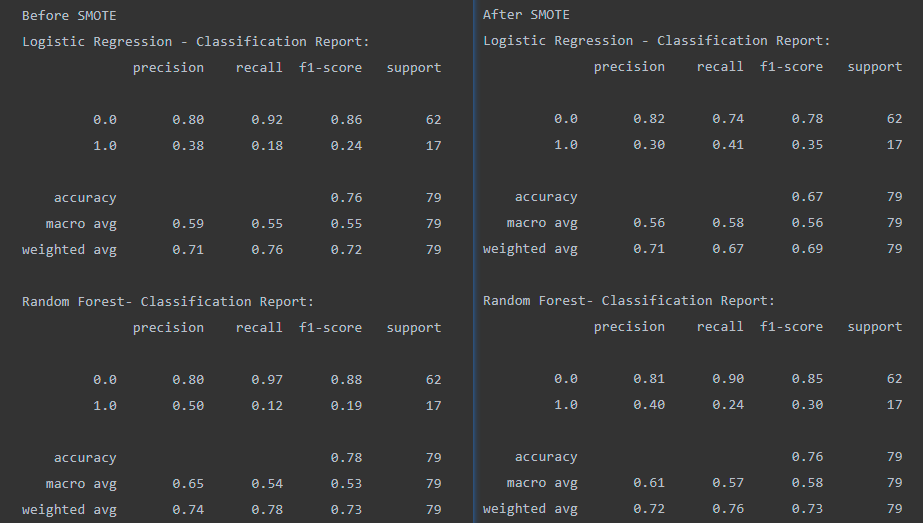 Before SMOTE
Logistic Regression - Classification Report:
precision recall f1-score support
0.0 0.80 0.92 0.86 62
1.0 0.38 0.18 0.24 17
accuracy 0.76 79
macro avg 0.59 0.55 0.55 79
weighted avg 0.71 0.76 0.72 79
Random Forest- Classification Report:
precision recall f1-score support
0.0 0.80 0.97 0.88 62
1.0 0.50 0.12 0.19 17
accuracy 0.78 79
macro avg 0.65 0.54 0.53 79
weighted avg 0.74 0.78 0.73 79
After SMOTE
Logistic Regression - Classification Report:
precision recall f1-score support
0.0 0.82 0.74 0.78 62
1.0 0.30 0.41 0.35 17
accuracy 0.67 79
macro avg 0.56 0.58 0.56 79
weighted avg 0.71 0.67 0.69 79
Random Forest- Classification Report:
precision recall f1-score support
0.0 0.81 0.90 0.85 62
1.0 0.40 0.24 0.30 17
accuracy 0.76 79
macro avg 0.61 0.57 0.58 79
weighted avg 0.72 0.76 0.73 79